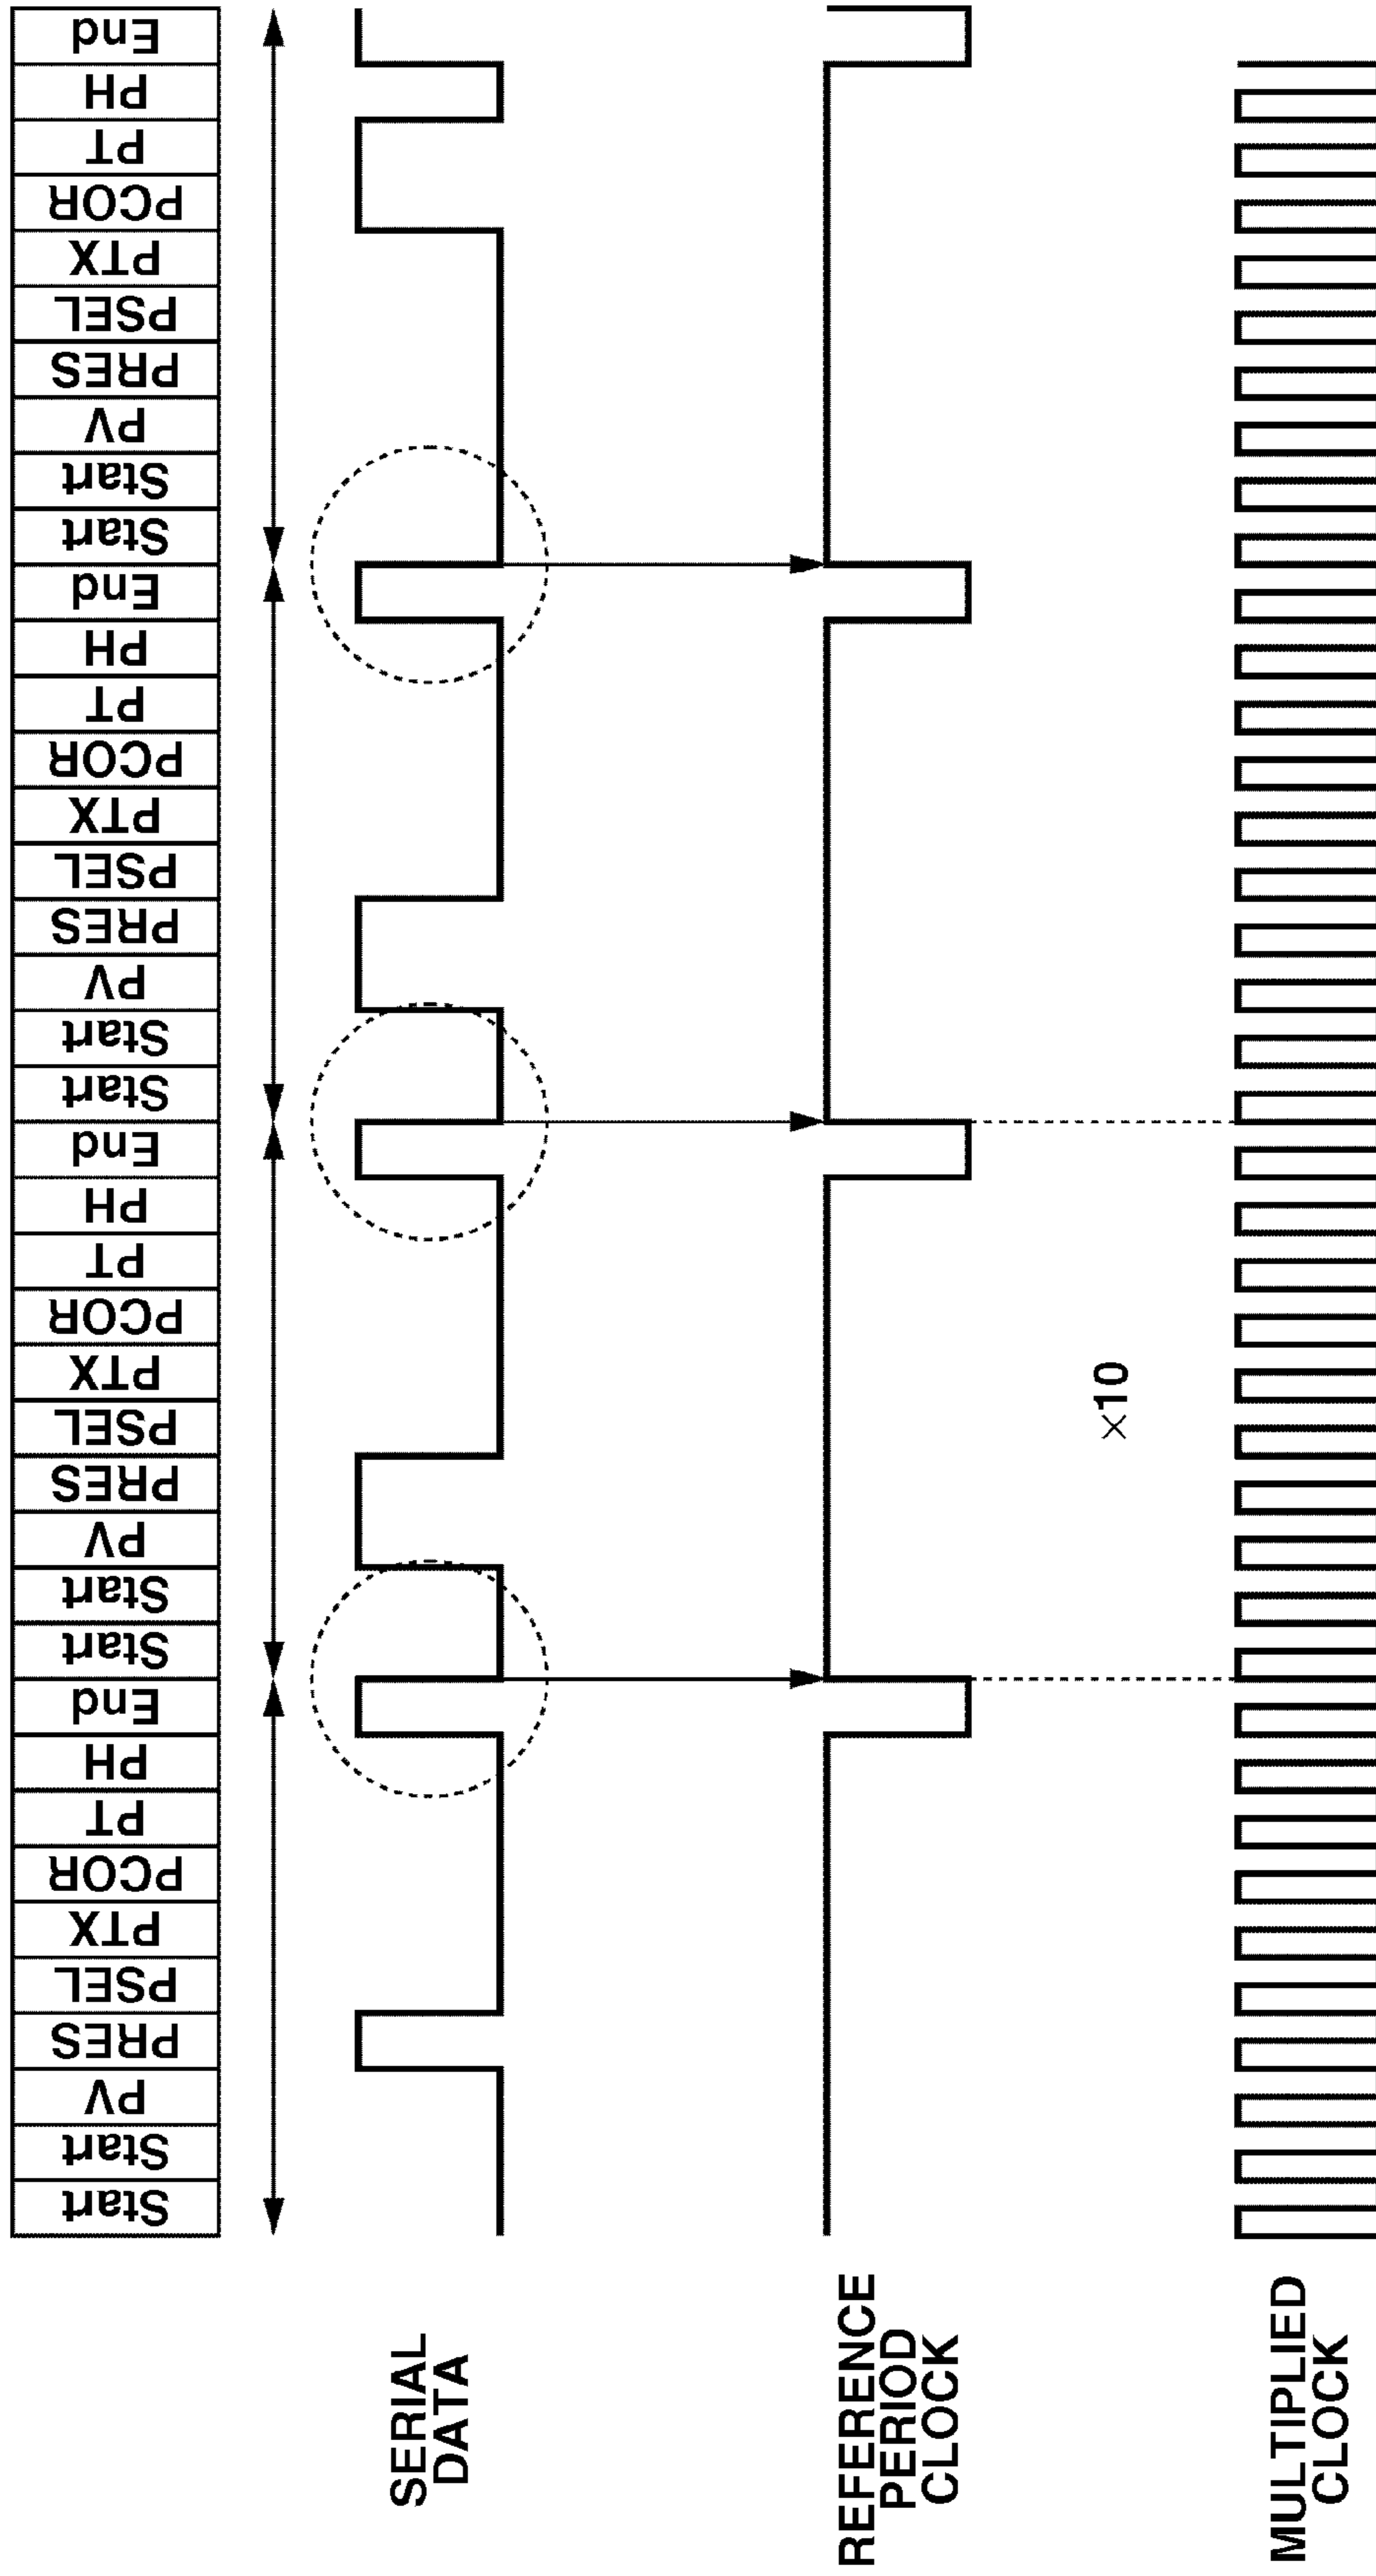 Start
Start
PV
PRES
PSEL
PTX
PCOR
PT
PH
End
Start
Start
PV
PRES
PSEL
PTX
PCOR
PT
PH
End
Start
Start
PV
PRES
PSEL
PTX
PCOR
PT
PH
End
Start
Start
PV
PRES
PSEL
PTX
PCOR
PT
PH
End
SERIAL
DATA
REFERENCE
PERIOD
CLOCK
×10
MULTIPLIED
CLOCK